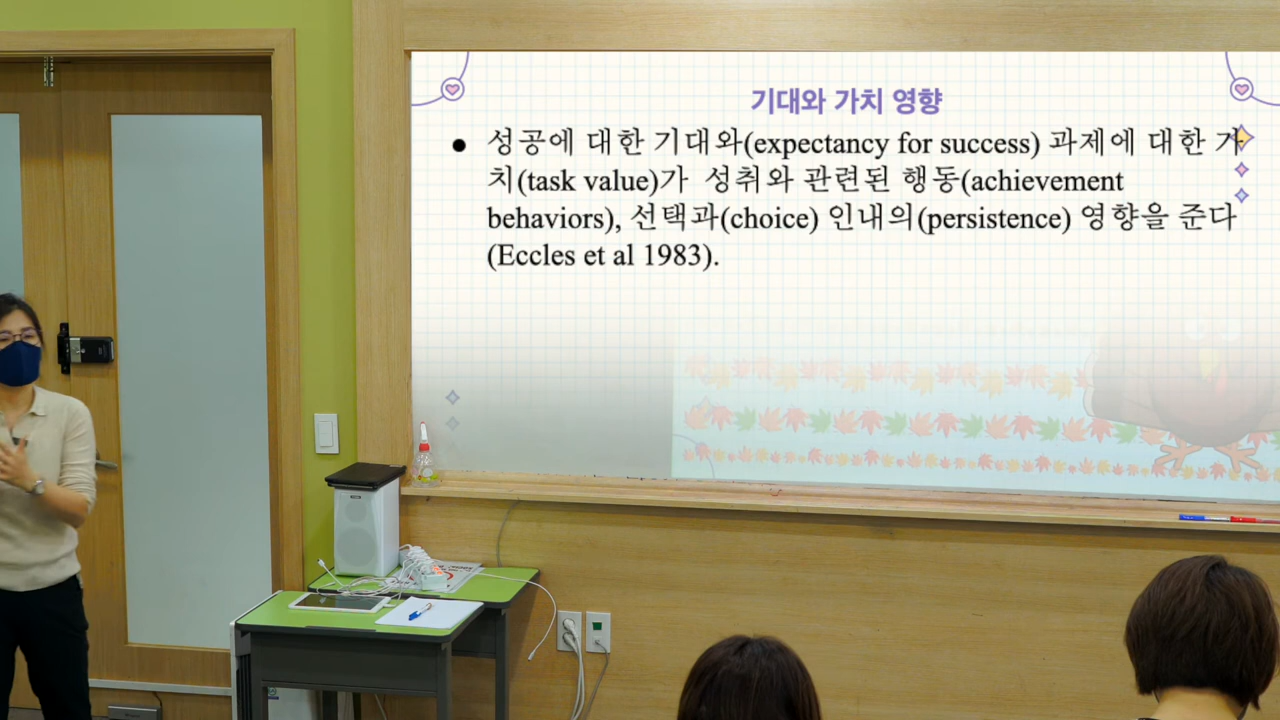 기대와 가치 영향
● 성공에 대한 기대와(expectancy for success) 과제에 대한 가
치(task value)가 성취와 관련된 행동(achievement
behaviors), 선택과(choice) 인내의(persistence) 영향을 준다
(Eccles et al 1983).